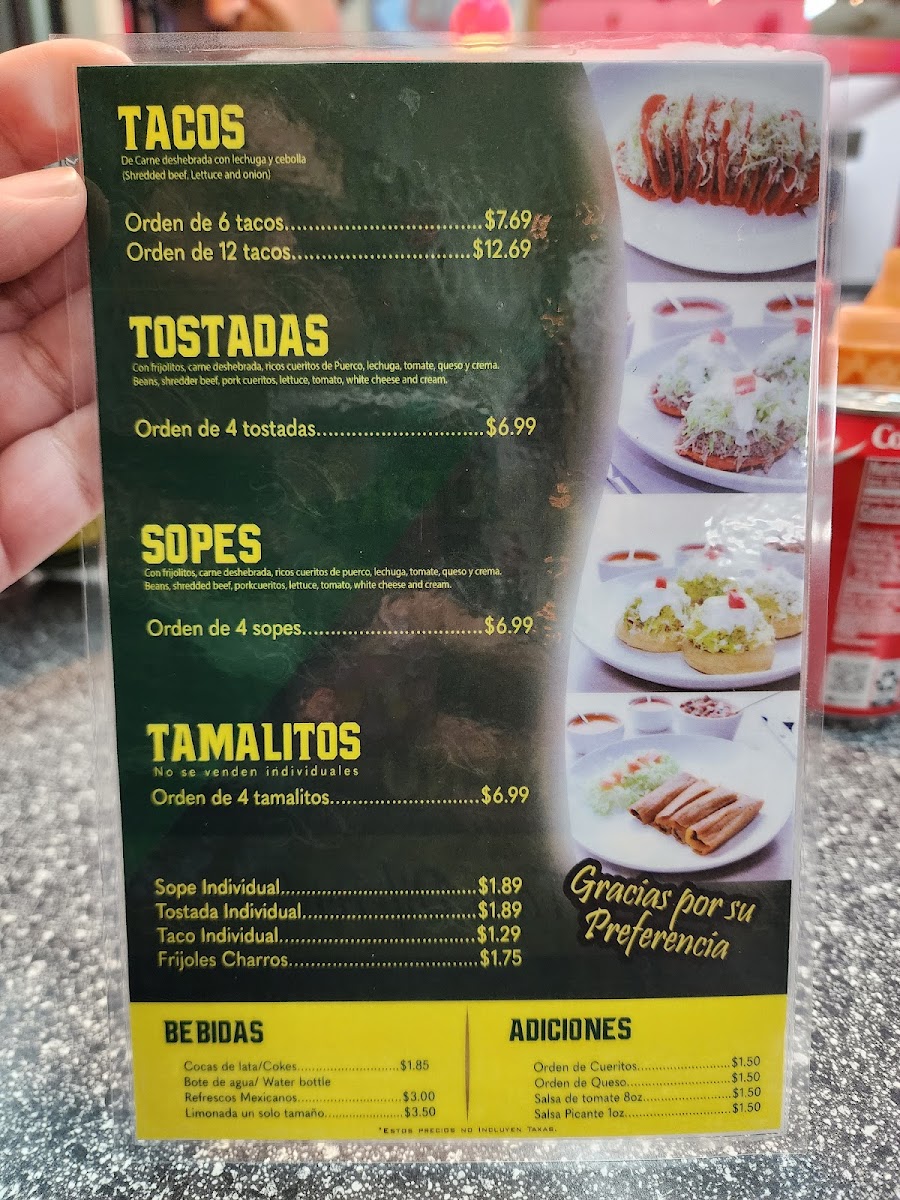 TACOS
De Carne deshebrada con lechuga y cebolla
(Shredded beef, Lettuce and onion)
Orden de 6 tacos.................................$7.69
Orden de 12 tacos..............................$12.69
TOSTADAS
Con frijolitos, carne deshebrada, ricos cueritos de Puerco, lechuga, tomate, queso y crema.
Beans, shredder beef, pork cueritos, lettuce, tomato, white cheese and cream.
Orden de 4 tostadas............................$6.99
SOPES
Con frijolitos, carne deshebrada, ricos cueritos de puerco, lechuga, tomate, queso y crema.
Beans, shredded beef, porkcueritos, lettuce, tomato, white cheese and cream.
Orden de 4 sopes...............................$6.99
TAMALITOS
No se venden individuales
Orden de 4 tamalitos.........................$6.99
Sope Individual.................................$1.89
Tostada Individual.............................$1.89
Taco Individual.................................$1.29
Frijoles Charros................................$1.75
Gracias por su
Preferencia
BEBIDAS
Cocas de lata/Cokes..........................$1.85
Bote de agua/ Water bottle
Refrescos Mexicanos..........................$3.00
Limonada un solo tamaño....................$3.50
ADICIONES
Orden de Cueritos.........................$1.50
Orden de Queso...........................$1.50
Salsa de tomate 8oz......................$1.50
Salsa Picante 1oz..........................$1.50
*Estos precios no Incluyen Taxas.
Co